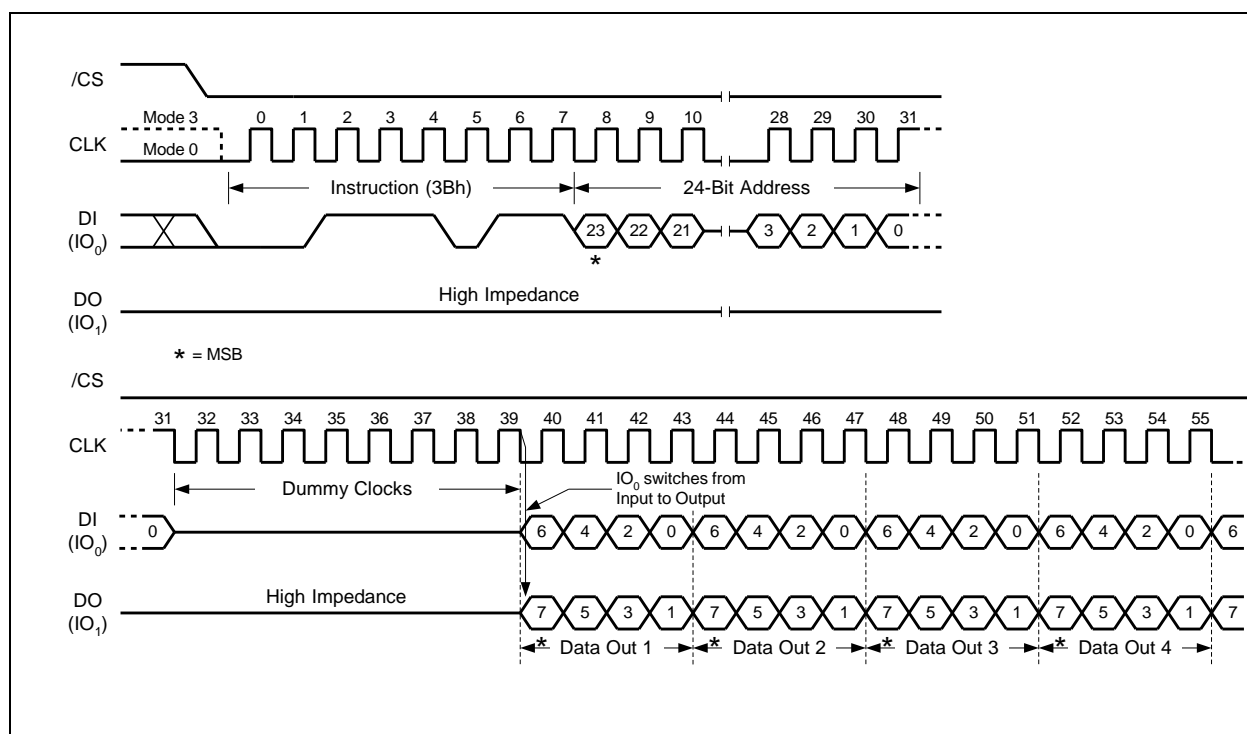 /CS
Mode 3 0 1 2 3 4 5 6 7 8 9 10 28 29 30 31
CLK
Mode 0
Instruction (3Bh) 24-Bit Address
DI
(IO0)
23 22 21 3 2 1 0
*
High Impedance
DO
(IO1)
* = MSB
/CS
31 32 33 34 35 36 37 38 39 40 41 42 43 44 45 46 47 48 49 50 51 52 53 54 55
CLK
Dummy Clocks
IO0 switches from
Input to Output
DI
(IO0)
0 6 4 2 0 6 4 2 0 6 4 2 0 6 4 2 0 6
High Impedance
DO
(IO1)
7 5 3 1 7 5 3 1 7 5 3 1 7 5 3 1 7
* Data Out 1 * Data Out 2 * Data Out 3 * Data Out 4